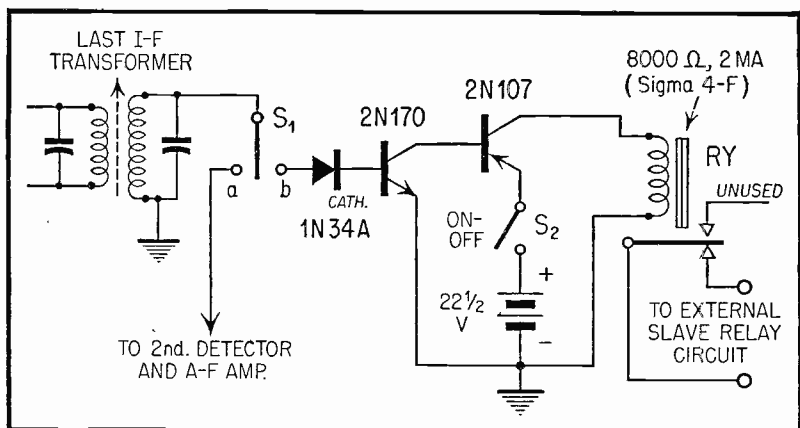 LAST I-F
TRANSFORMER
S1
a
b
CATH.
1N34A
2N170
2N107
8000 Ω, 2 MA
(Sigma 4-F)
RY
UNUSED
ON-
OFF
S2
+
22½
V
−
TO EXTERNAL
SLAVE RELAY
CIRCUIT
TO 2nd. DETECTOR
AND A-F AMP.